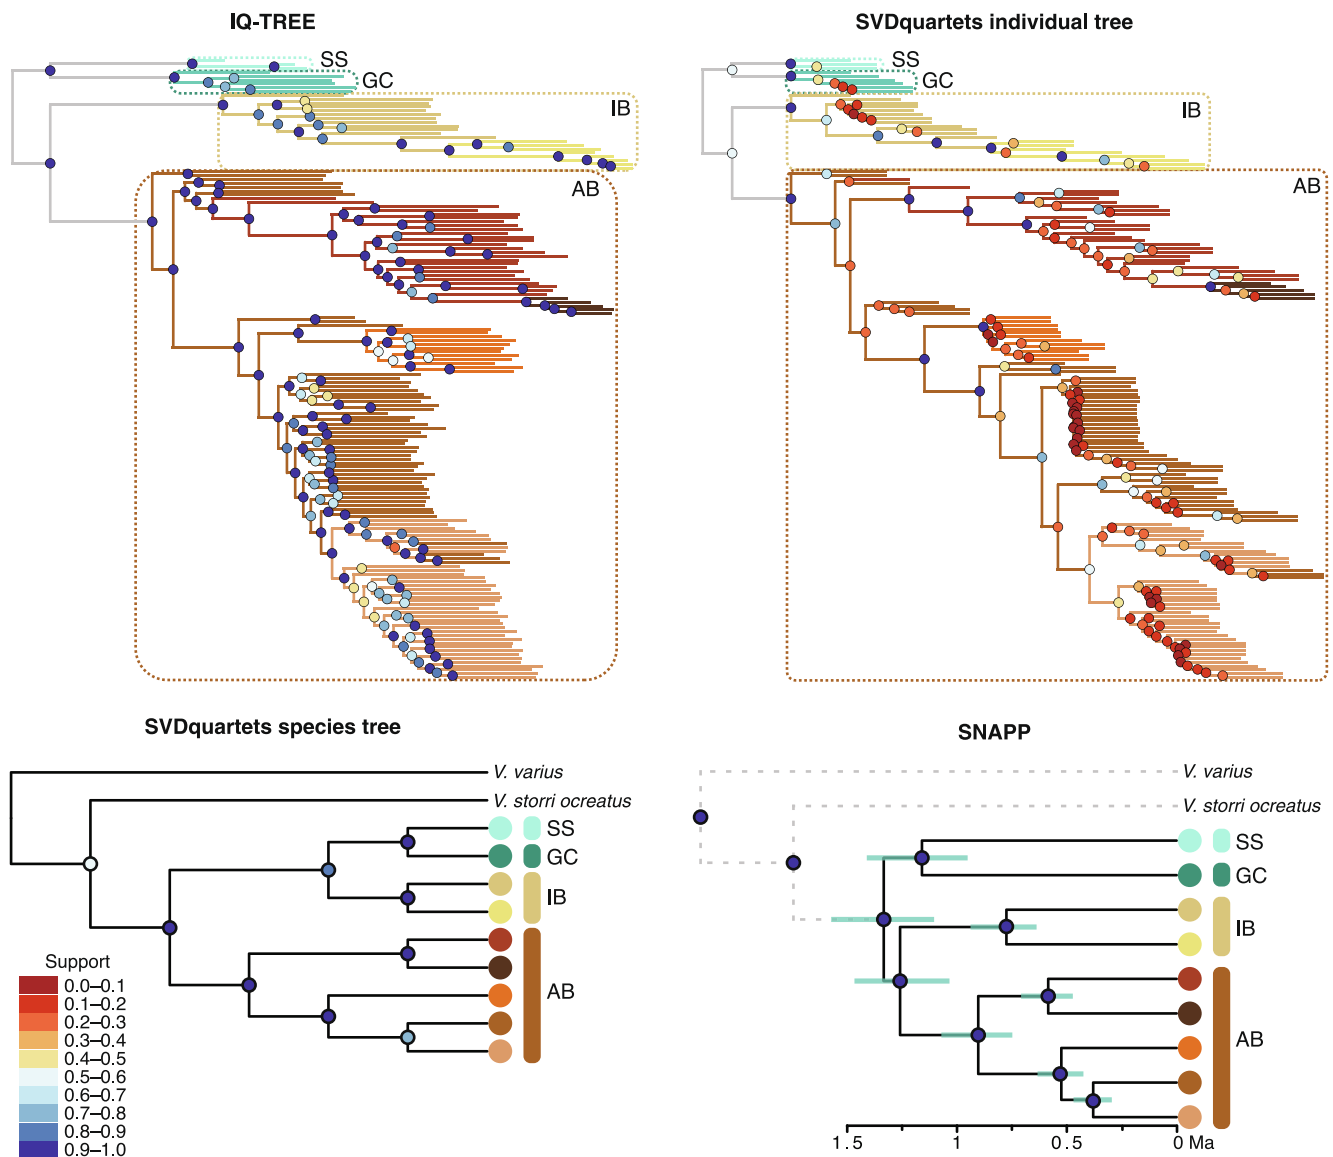 IQ-TREE
SS
GC
IB
AB
SVDquartets individual tree
SS
GC
IB
AB
SVDquartets species tree
V. varius
V. storri ocreatus
SS
GC
IB
AB
Support
0.0–0.1
0.1–0.2
0.2–0.3
0.3–0.4
0.4–0.5
0.5–0.6
0.6–0.7
0.7–0.8
0.8–0.9
0.9–1.0
SNAPP
V. varius
V. storri ocreatus
SS
GC
IB
AB
1.5 1 0.5 0 Ma